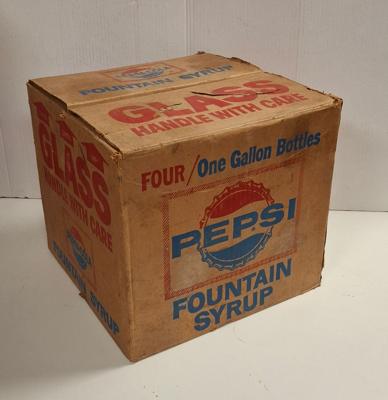 FOUNTAIN SYRUP
GLASS
HANDLE WITH CARE
GLASS
HANDLE WITH CARE
FOUNTAIN
SYRUP
FOUR/One Gallon Bottles
PEPSI
FOUNTAIN
SYRUP